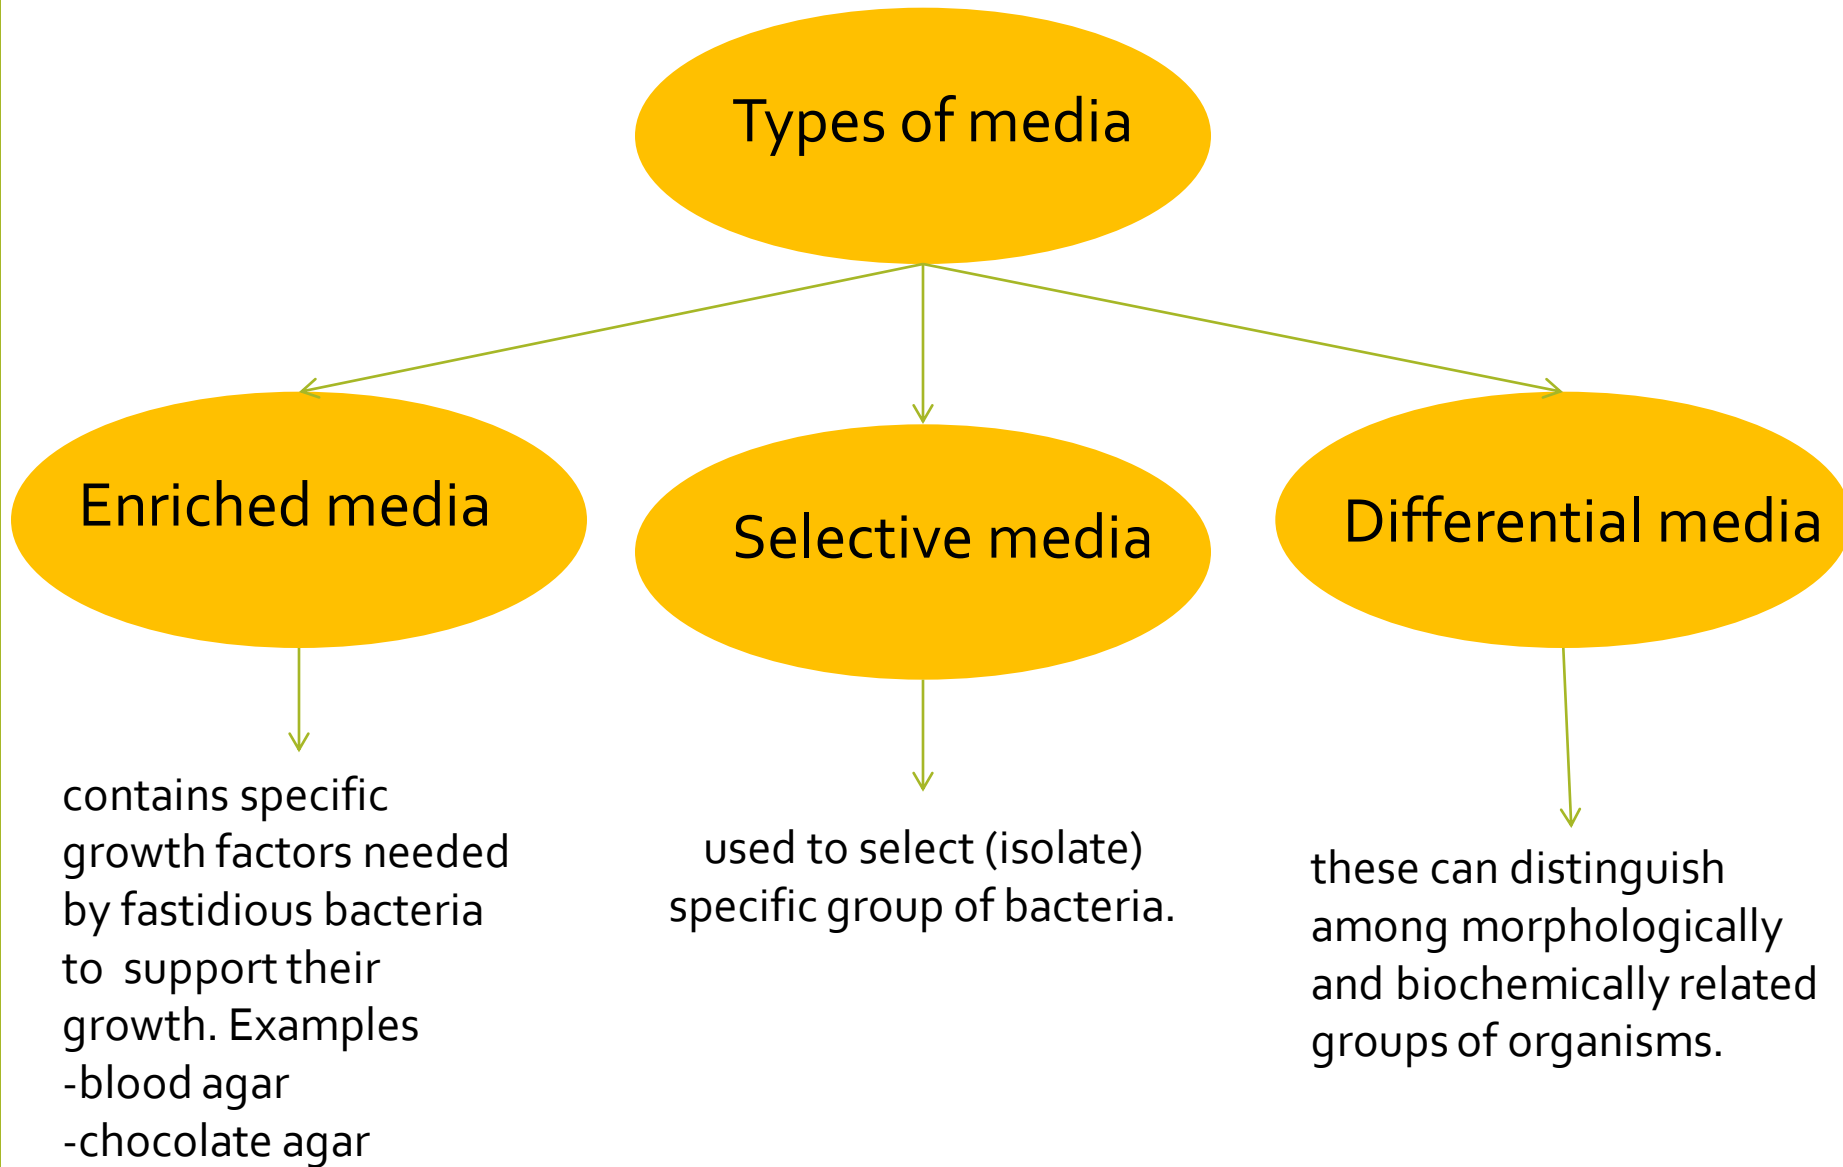 Types of media
Enriched media
Selective media
Differential media
contains specific
growth factors needed
by fastidious bacteria
to support their
growth. Examples
-blood agar
-chocolate agar
used to select (isolate)
specific group of bacteria.
these can distinguish
among morphologically
and biochemically related
groups of organisms.